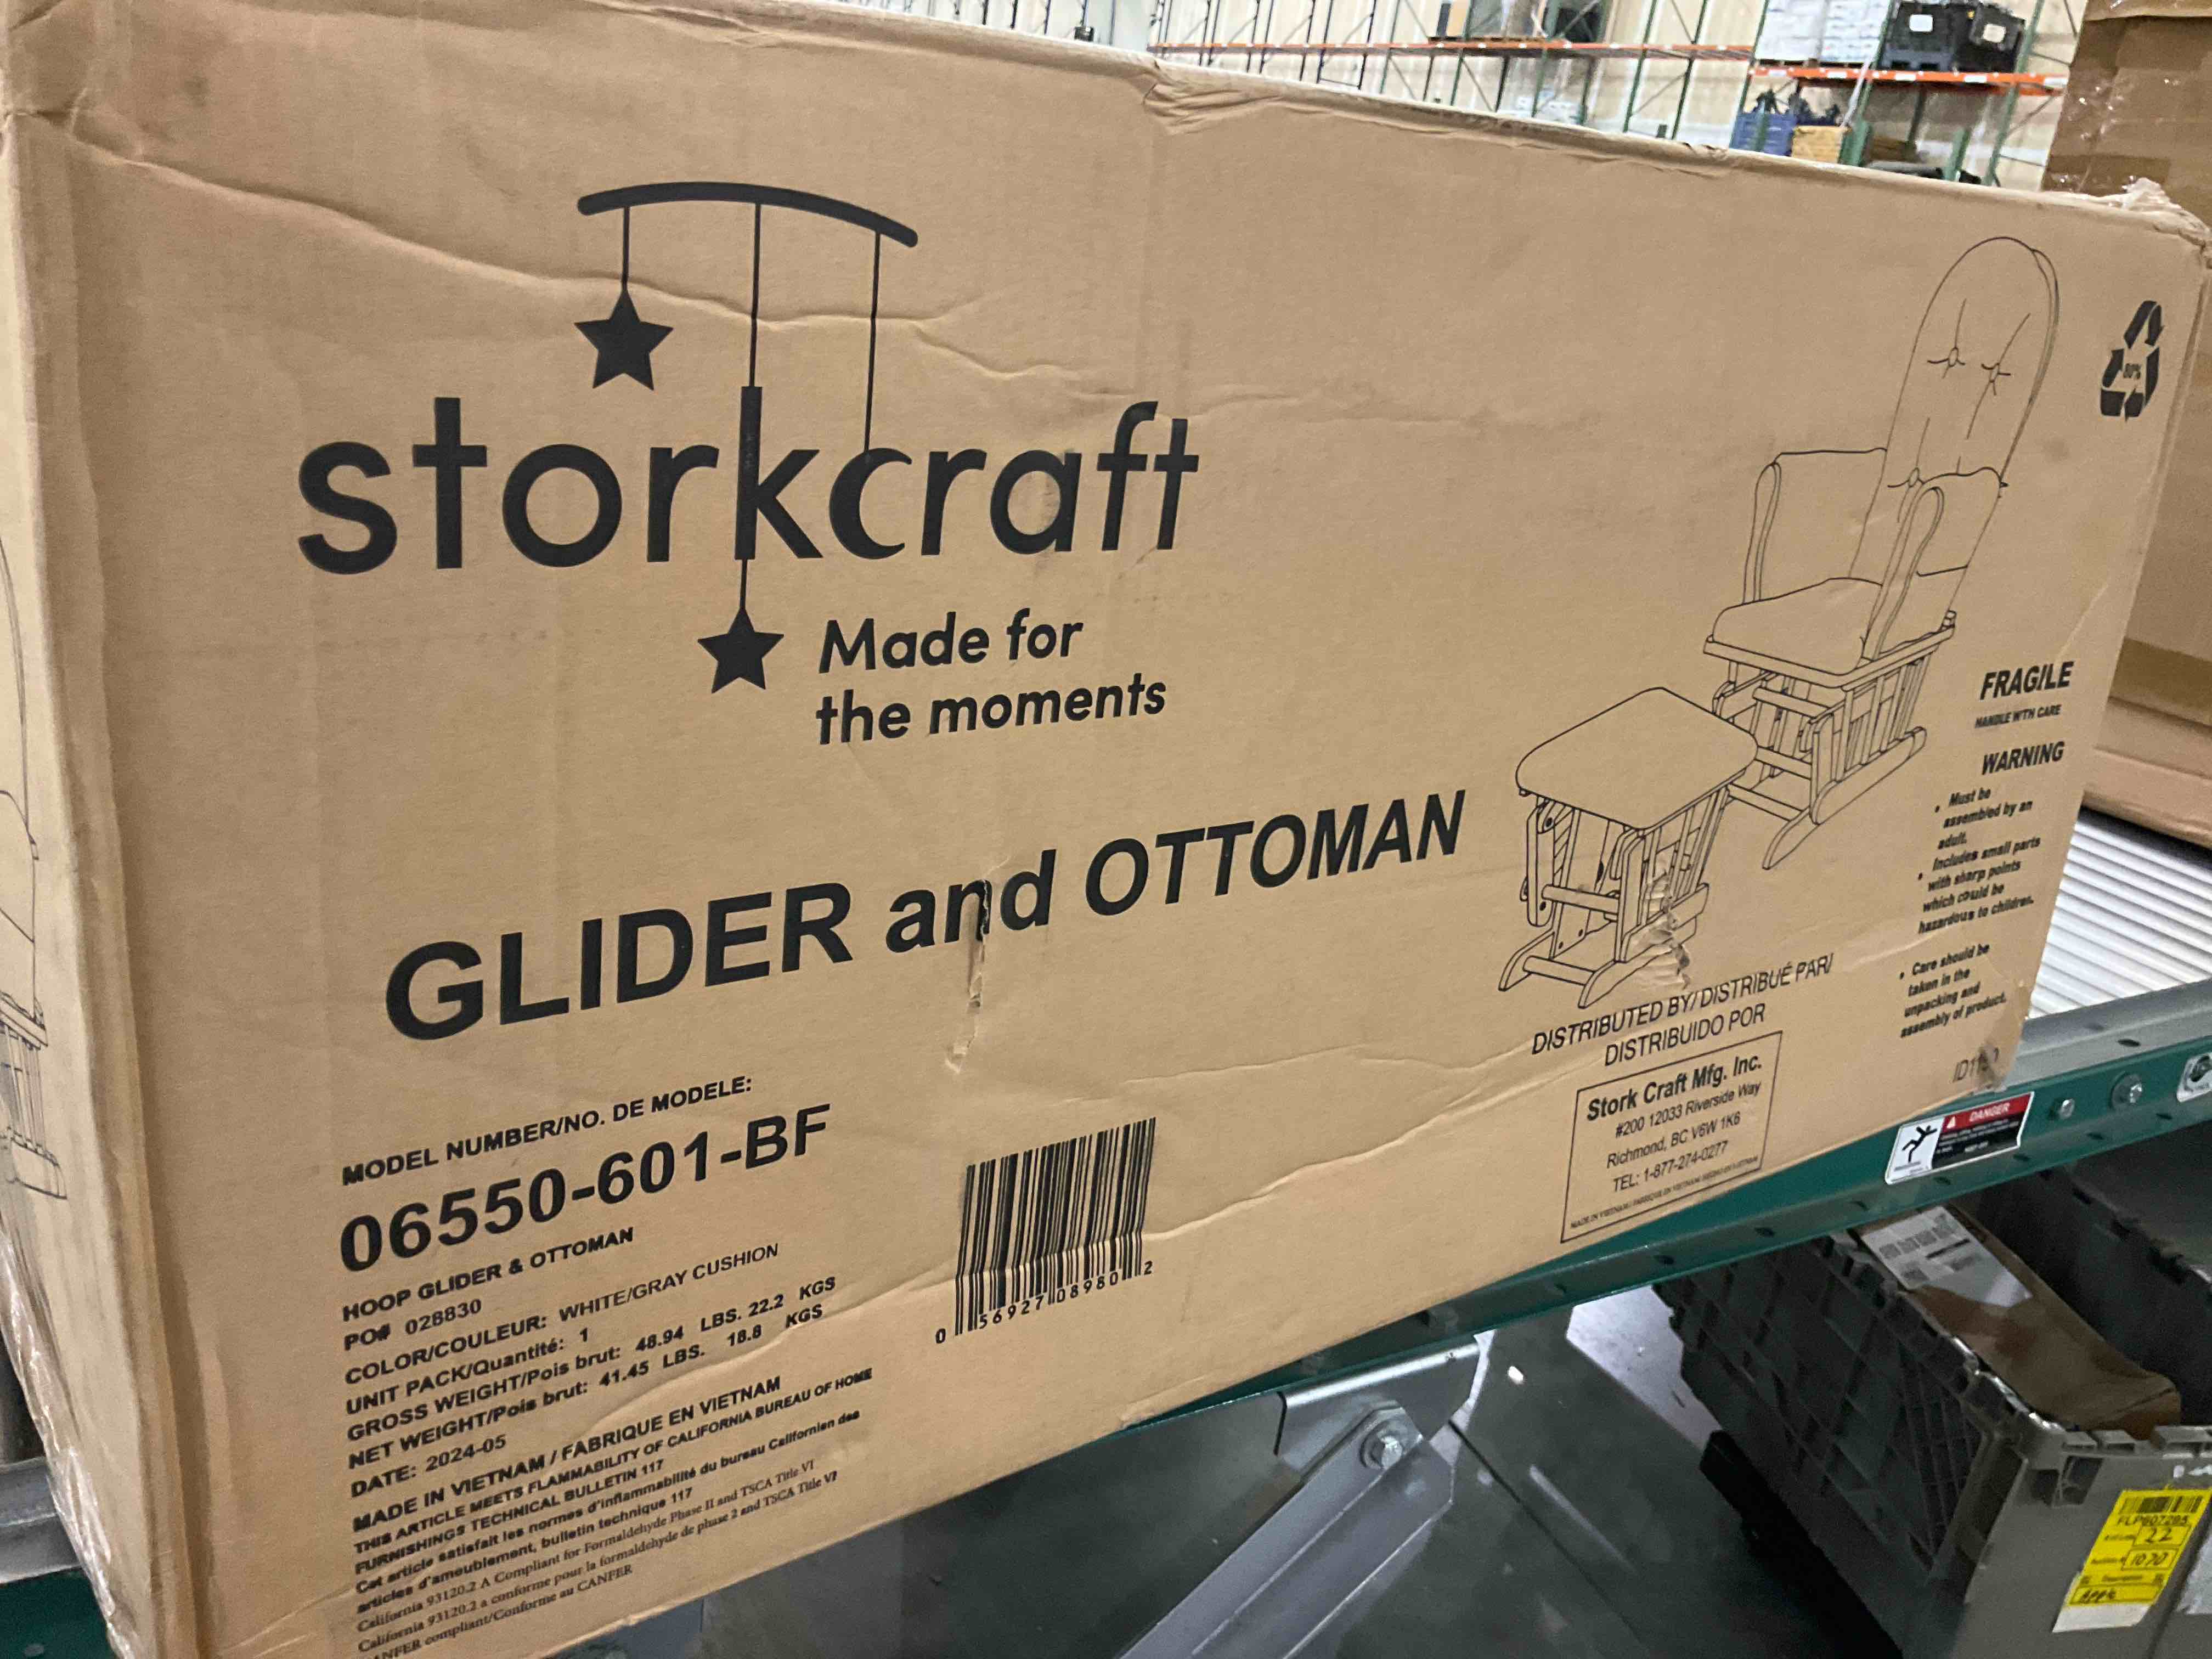 storkcraft
Made for
the moments
GLIDER and OTTOMAN
MODEL NUMBER/NO. DE MODELE:
06550-601-BF
HOOP GLIDER & OTTOMAN
PO# 028830
COLOR/COULEUR: WHITE/GRAY CUSHION
UNIT PACK/Quantité: 1
GROSS WEIGHT/Pois brut: 48.94 LBS. 22.2 KGS
NET WEIGHT/Pois brut: 41.45 LBS. 18.8 KGS
DATE: 2024-05
MADE IN VIETNAM / FABRIQUE EN VIETNAM
THIS ARTICLE MEETS FLAMMABILITY OF CALIFORNIA BUREAU OF HOME
FURNISHINGS TECHNICAL BULLETIN 117
Cet article satisfait les normes d'inflammabilité du bureau Californien des
articles d'ameublement, bulletin technique 117
California 93120.2 A Compliant for Formaldehyde Phase II and TSCA Title VI
California 93120.2 a conforme pour la formaldehyde de phase 2 and TSCA Title VI
CANFER compliant/Conforme au CANFER
0 56927 08980 2
80%
FRAGILE
HANDLE WITH CARE
WARNING
• Must be
assembled by an
adult.
• Includes small parts
with sharp points
which could be
hazardous to children.
• Care should be
taken in the
unpacking and
assembly of product.
DISTRIBUTED BY/ DISTRIBUÉ PAR/
DISTRIBUIDO POR
Stork Craft Mfg. Inc.
#200 12033 Riverside Way
Richmond, BC V6W 1K6
TEL: 1-877-274-0277
DANGER
22
1070